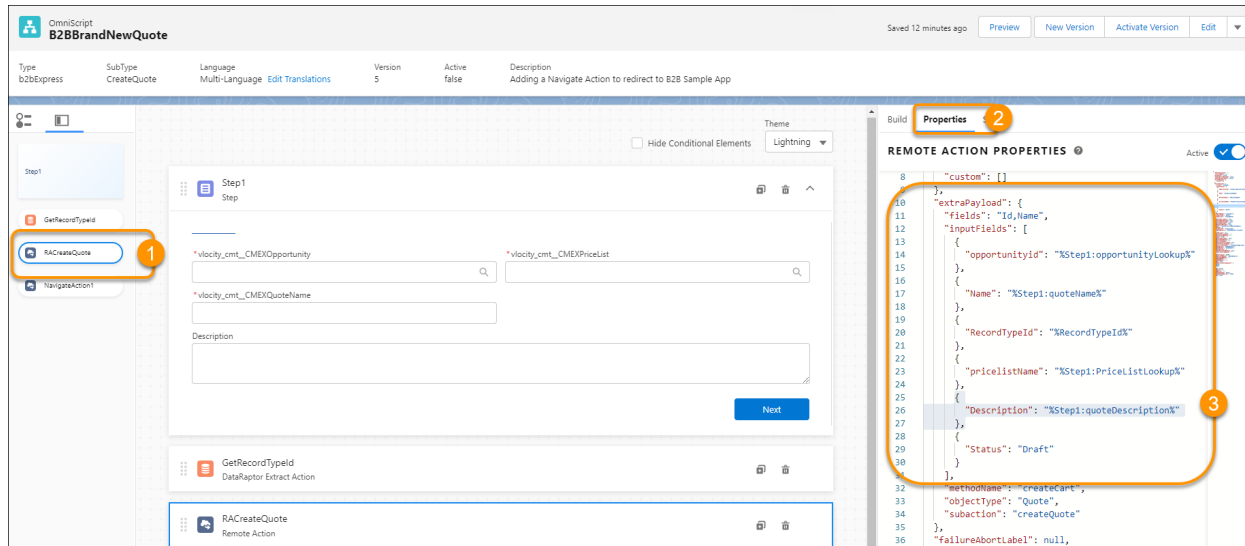 OmniScript
B2BBrandNewQuote
Saved 12 minutes ago
Preview
New Version
Activate Version
Edit
Type
b2bExpress
SubType
CreateQuote
Language
Multi-Language Edit Translations
Version
5
Active
false
Description
Adding a Navigate Action to redirect to B2B Sample App
Step1
GetRecordTypeId
RACreateQuote
1
NavigateAction1
Hide Conditional Elements
Theme
Lightning
Step1
Step
*vlocity_cmt__CMEXOpportunity
*vlocity_cmt__CMEXPriceList
*vlocity_cmt__CMEXQuoteName
Description
Next
GetRecordTypeId
DataRaptor Extract Action
RACreateQuote
Remote Action
Build
Properties
2
REMOTE ACTION PROPERTIES
Active
8 "custom": []
9 },
10 "extraPayload": {
11 "fields": "Id,Name",
12 "inputFields": [
13 {
14 "opportunityid": "%Step1:opportunityLookup%"
15 },
16 {
17 "Name": "%Step1:quoteName%"
18 },
19 {
20 "RecordTypeId": "%RecordTypeId%"
21 },
22 {
23 "pricelistName": "%Step1:PriceListLookup%"
24 },
25 {
26 "Description": "%Step1:quoteDescription%"
27 },
28 {
29 "Status": "Draft"
30 }
31 ],
32 "methodName": "createCart",
33 "objectType": "Quote",
34 "subaction": "createQuote"
35 },
36 "failureAbortLabel": null,
3